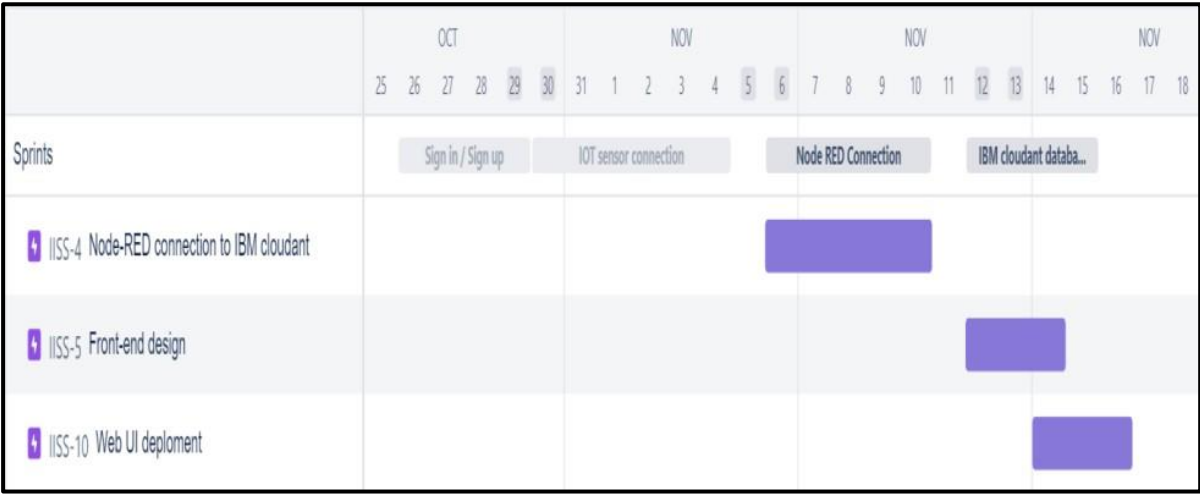 OCT NOV NOV NOV
25 26 27 28 29 30 31 1 2 3 4 5 6 7 8 9 10 11 12 13 14 15 16 17 18
Sprints Sign in / Sign up IOT sensor connection Node RED Connection IBM cloudant databa...
IISS-4 Node-RED connection to IBM cloudant
IISS-5 Front-end design
IISS-10 Web UI deploment